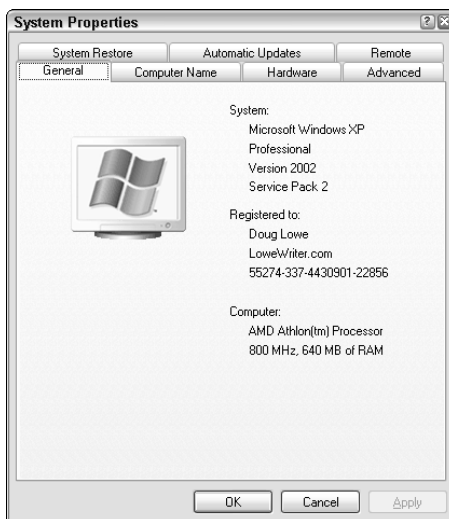 System Properties
System Restore Automatic Updates Remote
General Computer Name Hardware Advanced
System:
Microsoft Windows XP
Professional
Version 2002
Service Pack 2
Registered to:
Doug Lowe
LoweWriter.com
55274-337-4430901-22856
Computer:
AMD Athlon(tm) Processor
800 MHz, 640 MB of RAM
OK Cancel Apply